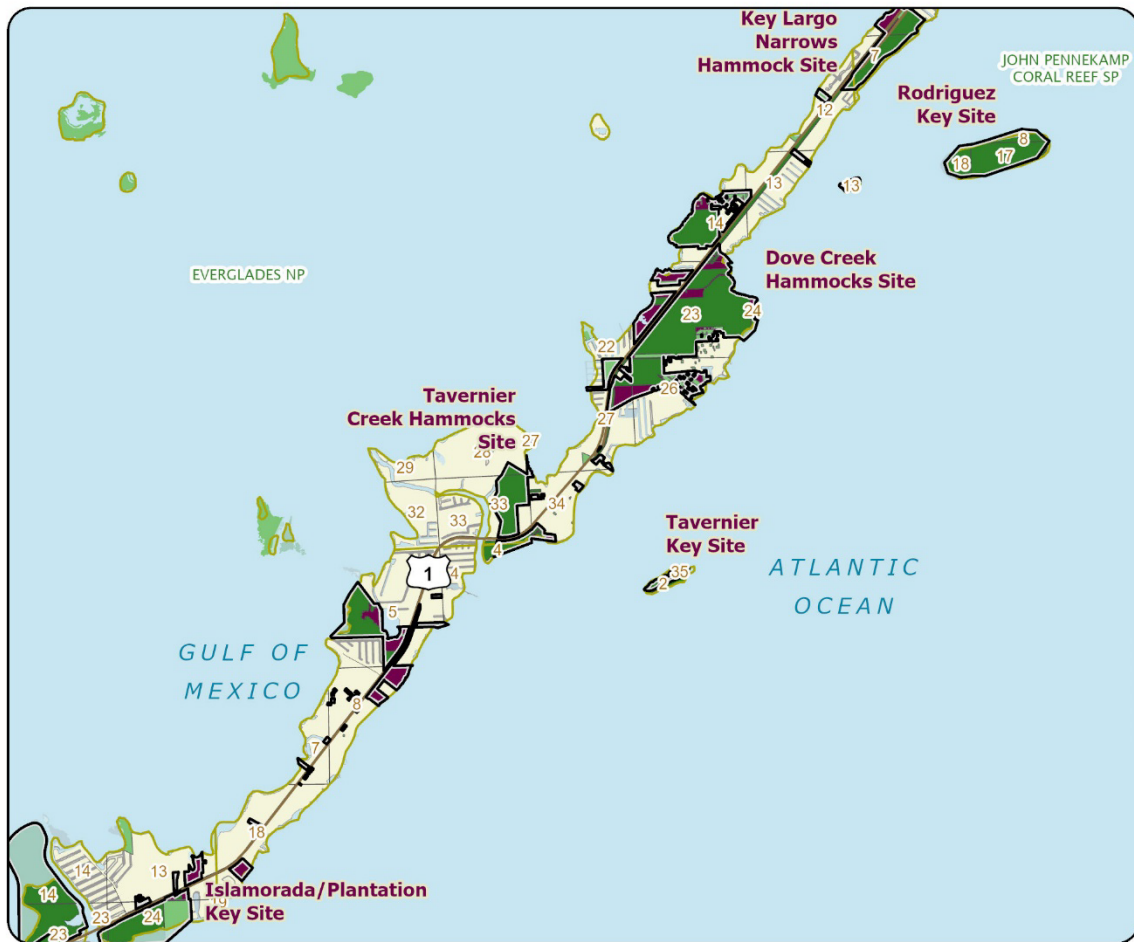 Key Largo
Narrows
Hammock Site
7
JOHN PENNEKAMP
CORAL REEF SP
Rodriguez
Key Site
12
8
18
17
13
13
14
EVERGLADES NP
Dove Creek
Hammocks Site
23
24
22
26
Tavernier
Creek Hammocks
Site
27
27
28
29
33
34
32
33
4
Tavernier
Key Site
35
2
1
4
ATLANTIC
OCEAN
5
GULF OF
MEXICO
8
7
18
13
14
14
Islamorada/Plantation
Key Site
19
24
23
23